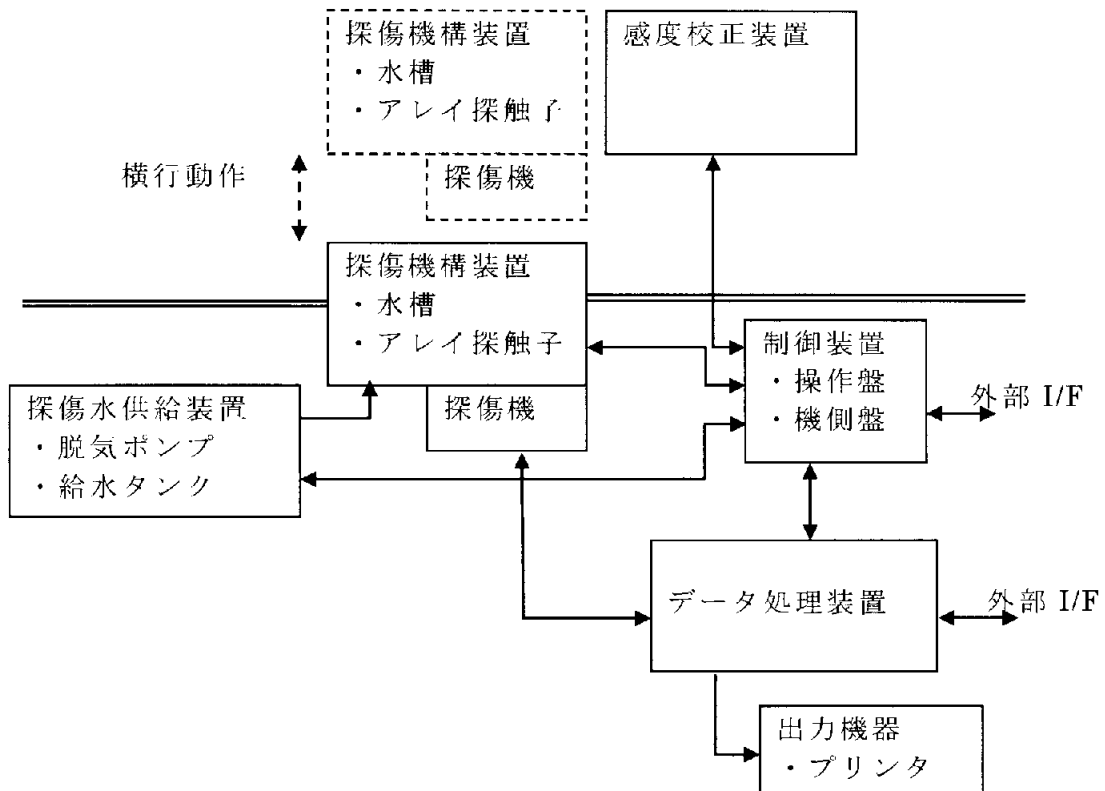 探傷機構装置
・水槽
・アレイ探触子
探傷機
感度校正装置
横行動作
探傷機構装置
・水槽
・アレイ探触子
探傷機
制御装置
・操作盤
・機側盤
外部 I/F
探傷水供給装置
・脱気ポンプ
・給水タンク
データ処理装置
外部 I/F
出力機器
・プリンタ